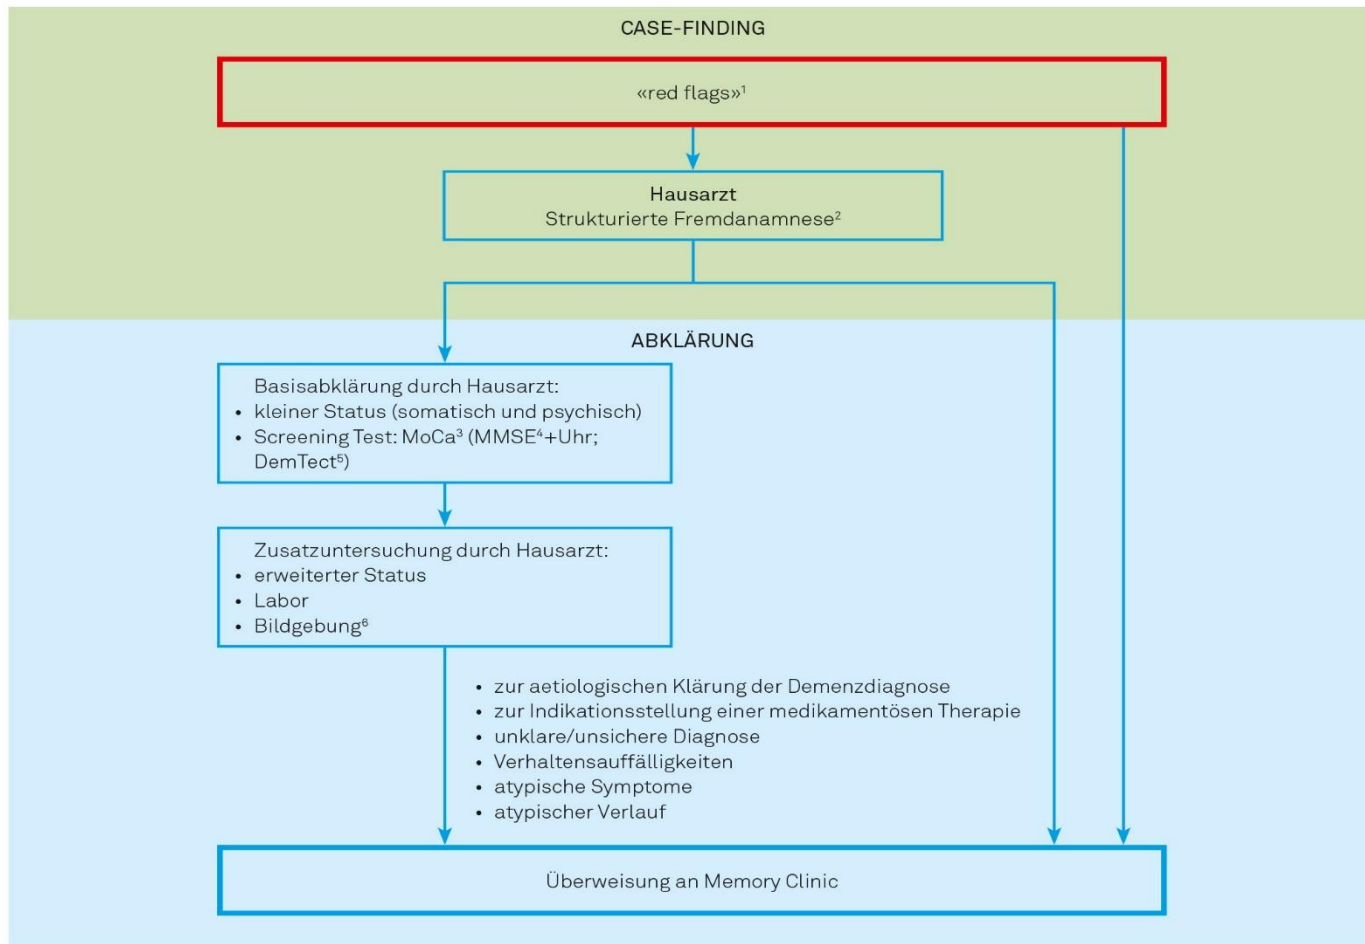 CASE-FINDING
«red flags»¹
Hausarzt
Strukturierte Fremdanamnese²
ABKLÄRUNG
Basisabklärung durch Hausarzt:
• kleiner Status (somatisch und psychisch)
• Screening Test: MoCa³ (MMSE⁴+Uhr;
DemTect⁵)
Zusatzuntersuchung durch Hausarzt:
• erweiterter Status
• Labor
• Bildgebung⁶
• zur aetiologischen Klärung der Demenzdiagnose
• zur Indikationsstellung einer medikamentösen Therapie
• unklare/unsichere Diagnose
• Verhaltensauffälligkeiten
• atypische Symptome
• atypischer Verlauf
Überweisung an Memory Clinic